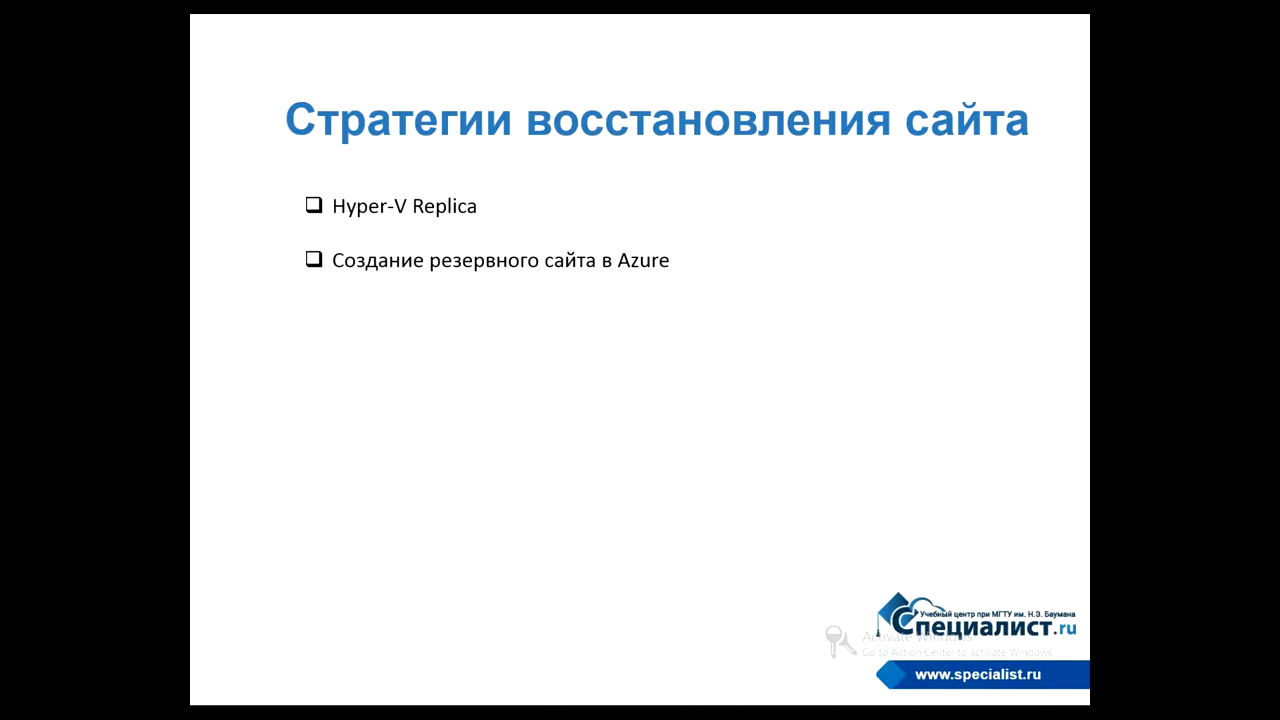 Стратегии восстановления сайта
Hyper-V Replica
Создание резервного сайта в Azure
Учебный центр при МГТУ им. Н.Э. Баумана
Специалист.ru
Activate Windows
Go to Action Center to activate Windows.
www.specialist.ru